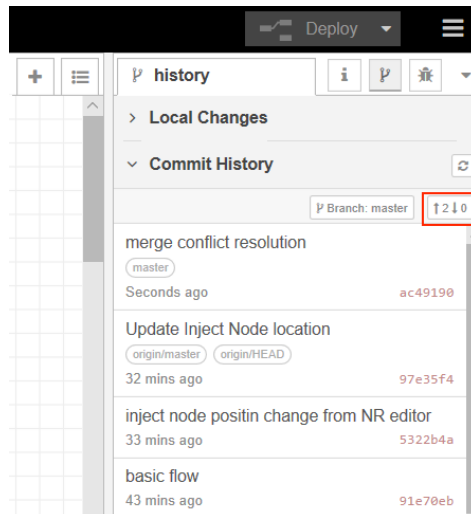 Deploy
history
Local Changes
Commit History
Branch: master
2 0
merge conflict resolution
master
Seconds ago ac49190
Update Inject Node location
origin/master origin/HEAD
32 mins ago 97e35f4
inject node positin change from NR editor
33 mins ago 5322b4a
basic flow
43 mins ago 91e70eb